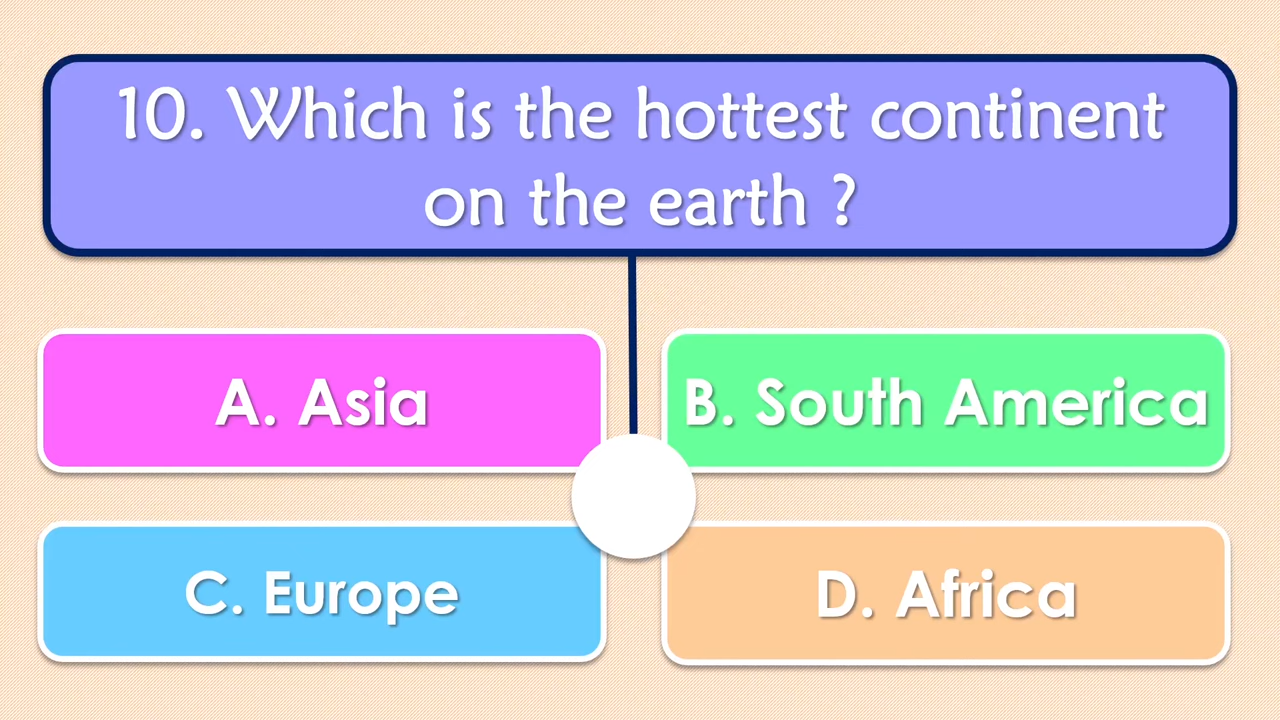 10. Which is the hottest continent
on the earth ?
A. Asia
B. South America
C. Europe
D. Africa